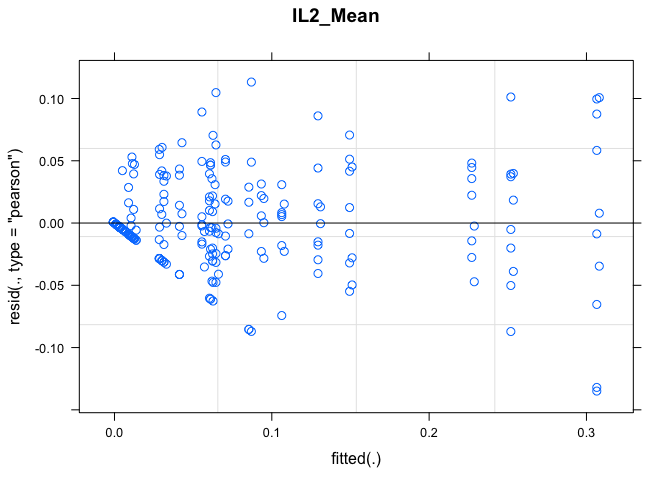 IL2_Mean
resid(., type = "pearson")
0.10
0.05
0.00
-0.05
-0.10
0.0 0.1 0.2 0.3
fitted(.)